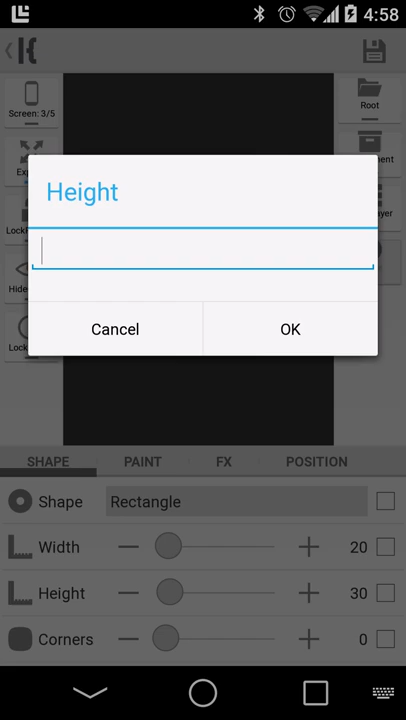 4:58
Screen: 3/5
Root
Height
Cancel
OK
SHAPE
PAINT
FX
POSITION
Shape
Rectangle
Width
20
Height
30
Corners
0